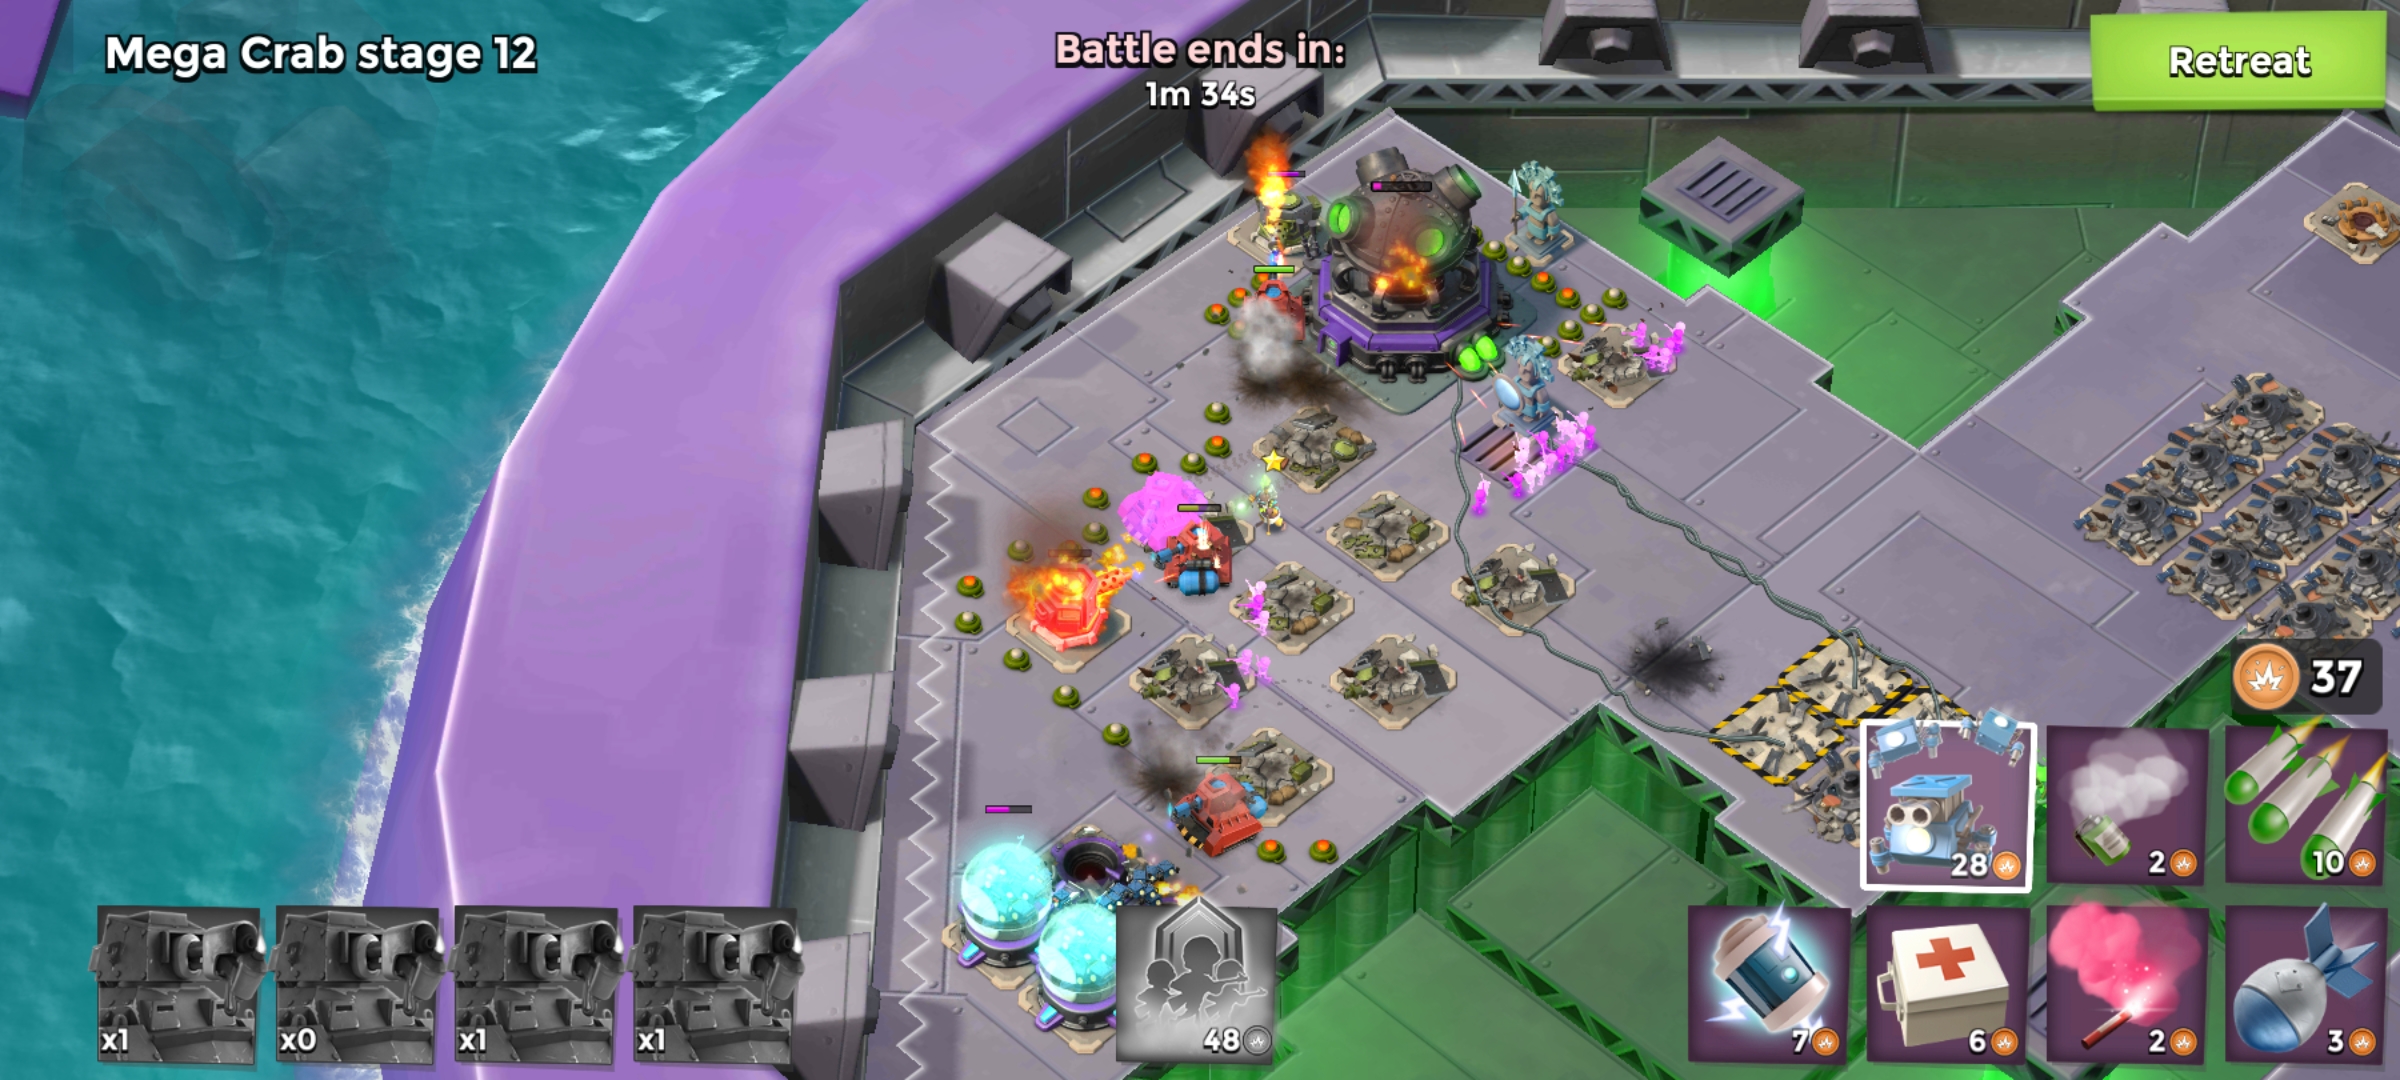 Mega Crab stage 12
Battle ends in:
1m 34s
Retreat
37
28
2
10
x1
x0
x1
x1
48
7
6
2
3